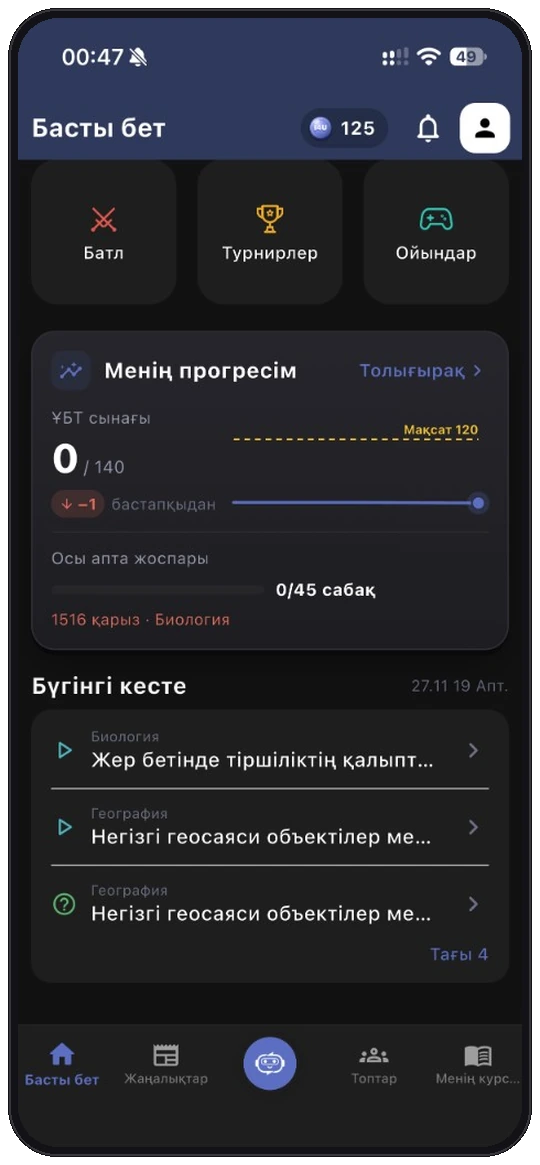 00:47
49
Басты бет
125
Батл
Турнирлер
Ойындар
Менің прогресім
Толығырақ
ҰБТ сынағы
Мақсат 120
0 / 140
↓ −1 бастапқыдан
Осы апта жоспары
0/45 сабақ
1516 қарыз · Биология
Бүгінгі кесте
27.11 19 Апт.
Биология
Жер бетінде тіршіліктің қалыпт...
География
Негізгі геосаяси объектілер ме...
География
Негізгі геосаяси объектілер ме...
Тағы 4
Басты бет
Жаңалықтар
Топтар
Менің курс...